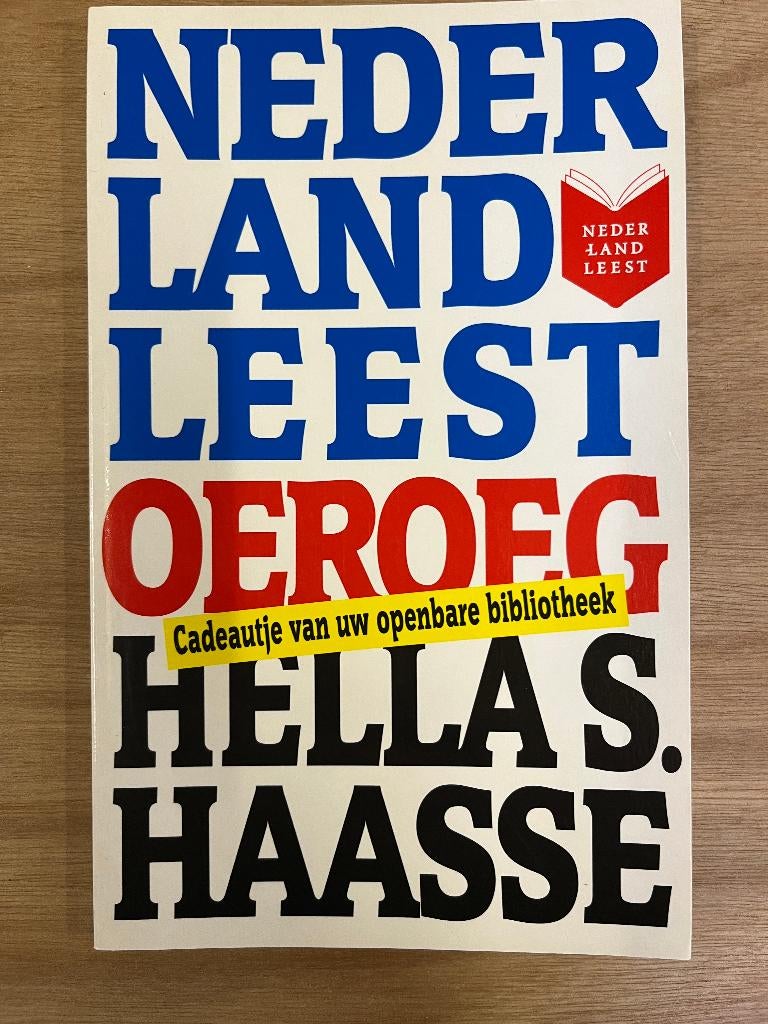 NEDER
LAND
NEDER
LAND
LEEST
LEEST
OEROEG
Cadeautje van uw openbare bibliotheek
HELLA S.
HAASSE